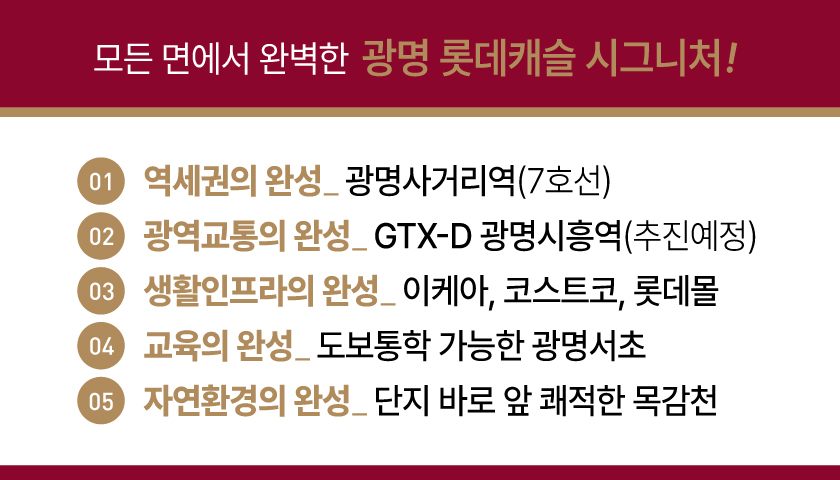 모든 면에서 완벽한 광명 롯데캐슬 시그니처!
01 역세권의 완성_ 광명사거리역(7호선)
02 광역교통의 완성_ GTX-D 광명시흥역(추진예정)
03 생활인프라의 완성_ 이케아, 코스트코, 롯데몰
04 교육의 완성_ 도보통학 가능한 광명서초
05 자연환경의 완성_ 단지 바로 앞 쾌적한 목감천